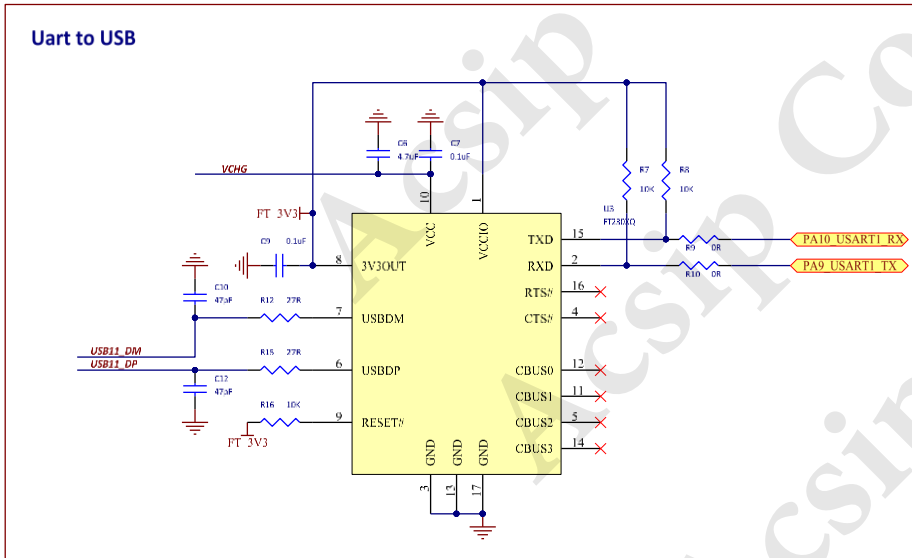 Uart to USB
Acsip Co
C6
4.7uF
C7
0.1uF
VCHG
10
1
R7
10K
R8
10K
FT_3V3
VCC
VCCIO
U3
FT230XQ
C9
0.1uF
TXD
15
R9
0R
PA10_USART1_RX
8
3V3OUT
RXD
2
R10
0R
PA9_USART1_TX
C10
47pF
RTS#
16
R12
27R
7
USBDM
CTS#
4
USB11_DM
USB11_DP
R15
27R
6
USBDP
CBUS0
12
C12
47pF
CBUS1
11
R16
10K
9
RESET#
CBUS2
5
FT_3V3
CBUS3
14
GND
GND
GND
3
13
17
Acsip
Acsip